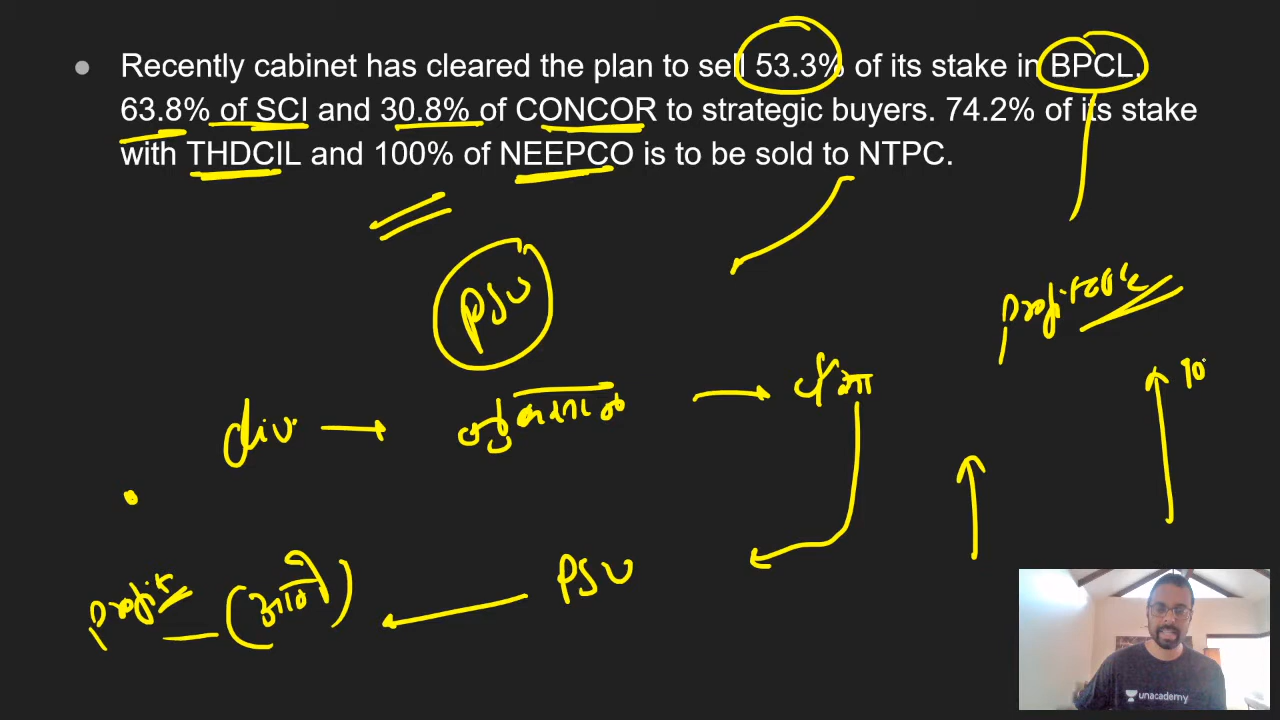 Recently cabinet has cleared the plan to sell 53.3% of its stake in BPCL.
63.8% of SCI and 30.8% of CONCOR to strategic buyers. 74.2% of its stake
with THDCIL and 100% of NEEPCO is to be sold to NTPC.
PSU
profitable
10
div
PSU
profit
unacademy